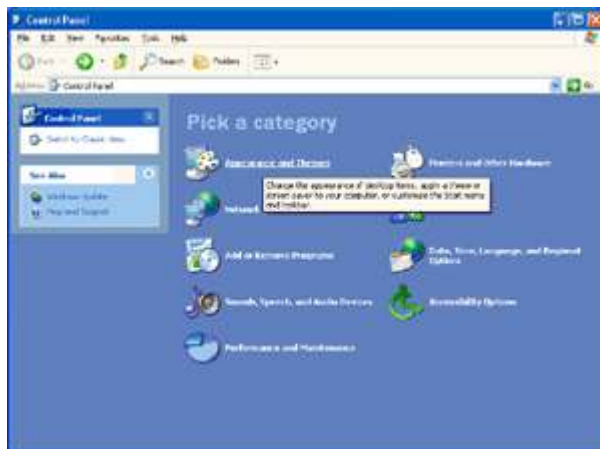 Control Panel
File Edit View Favorites Tools Help
Back Search Folders
Address Control Panel Go
Control Panel
Switch to Classic View
See Also
Windows Update
Help and Support
Pick a category
Appearance and Themes
Printers and Other Hardware
Change the appearance of desktop items, apply a theme or
screen saver to your computer, or customize the Start menu
and taskbar.
Network
Add or Remove Programs
Date, Time, Language, and Regional
Options
Sounds, Speech, and Audio Devices
Accessibility Options
Performance and Maintenance